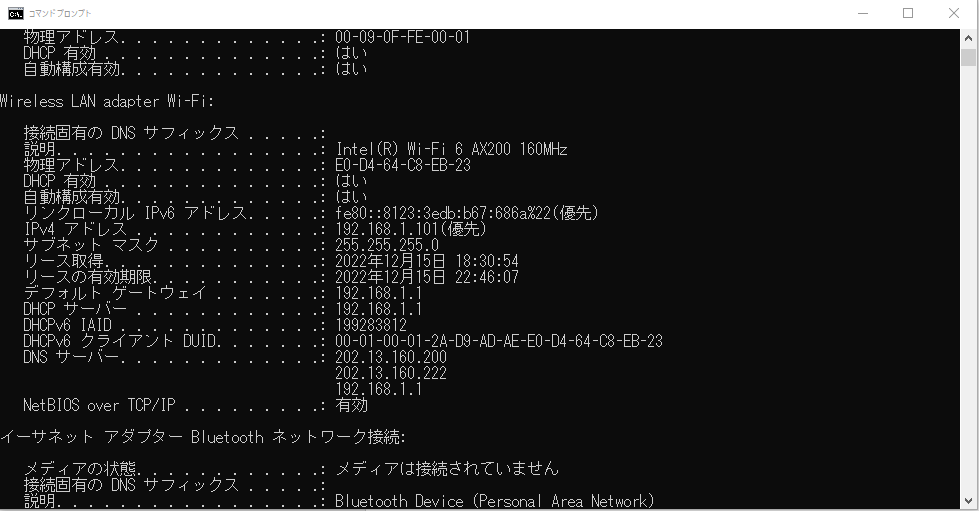 コマンド プロンプト
物理アドレス. . . . . . . . . . . . .: 00-09-0F-FE-00-01
DHCP 有効 . . . . . . . . . . . . . .: はい
自動構成有効. . . . . . . . . . . . .: はい
Wireless LAN adapter Wi-Fi:
接続固有の DNS サフィックス . . . . .:
説明. . . . . . . . . . . . . . . . .: Intel(R) Wi-Fi 6 AX200 160MHz
物理アドレス. . . . . . . . . . . . .: E0-D4-64-C8-EB-23
DHCP 有効 . . . . . . . . . . . . . .: はい
自動構成有効. . . . . . . . . . . . .: はい
リンクローカル IPv6 アドレス. . . . .: fe80::8123:3edb:b67:686a%22(優先)
IPv4 アドレス . . . . . . . . . . . .: 192.168.1.101(優先)
サブネット マスク . . . . . . . . . .: 255.255.255.0
リース取得. . . . . . . . . . . . . .: 2022年12月15日 18:30:54
リースの有効期限. . . . . . . . . . .: 2022年12月15日 22:46:07
デフォルト ゲートウェイ . . . . . . .: 192.168.1.1
DHCP サーバー . . . . . . . . . . . .: 192.168.1.1
DHCPv6 IAID . . . . . . . . . . . . .: 199283812
DHCPv6 クライアント DUID. . . . . . .: 00-01-00-01-2A-D9-AD-AE-E0-D4-64-C8-EB-23
DNS サーバー. . . . . . . . . . . . .: 202.13.160.200
202.13.160.222
192.168.1.1
NetBIOS over TCP/IP . . . . . . . . .: 有効
イーサネット アダプター Bluetooth ネットワーク接続:
メディアの状態. . . . . . . . . . . .: メディアは接続されていません
接続固有の DNS サフィックス . . . . .:
説明. . . . . . . . . . . . . . . . .: Bluetooth Device (Personal Area Network)